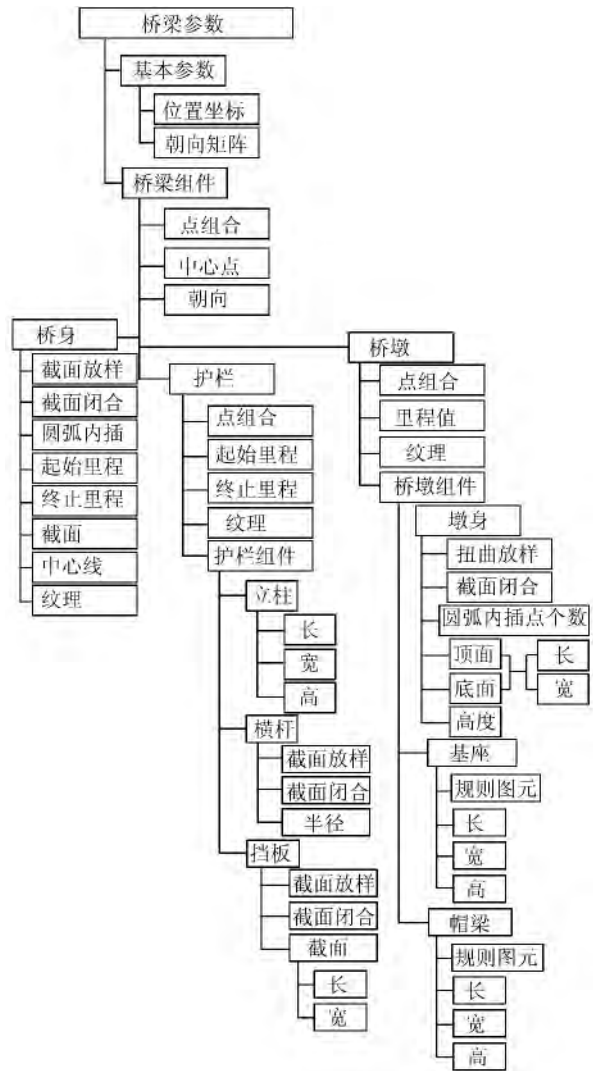 桥梁参数
基本参数
位置坐标
朝向矩阵
桥梁组件
点组合
中心点
朝向
桥身
截面放样
截面闭合
圆弧内插
起始里程
终止里程
截面
中心线
纹理
护栏
点组合
起始里程
终止里程
纹理
护栏组件
立柱
长
宽
高
横杆
截面放样
截面闭合
半径
挡板
截面放样
截面闭合
截面
长
宽
桥墩
点组合
里程值
纹理
桥墩组件
墩身
扭曲放样
截面闭合
圆弧内插点个数
顶面
底面
长
宽
高度
基座
规则图元
长
宽
高
帽梁
规则图元
长
宽
高